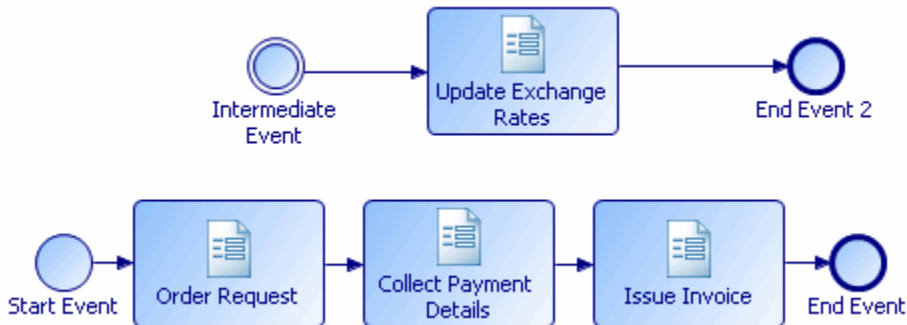 Intermediate
Event
Update Exchange
Rates
End Event 2
Start Event
Order Request
Collect Payment
Details
Issue Invoice
End Event